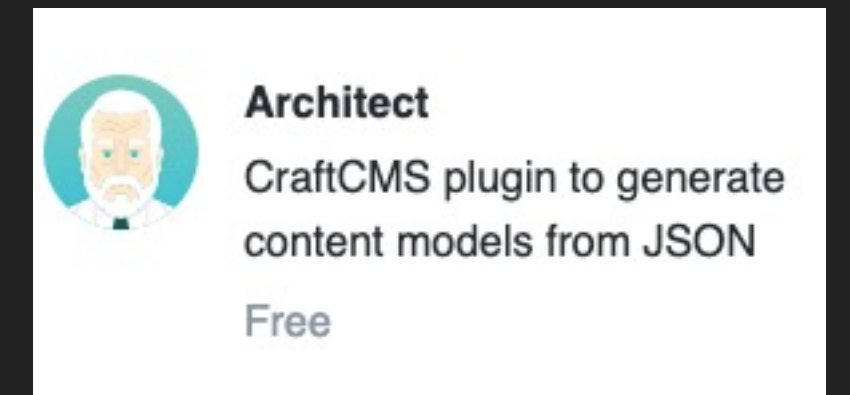 Architect
CraftCMS plugin to generate
content models from JSON
Free